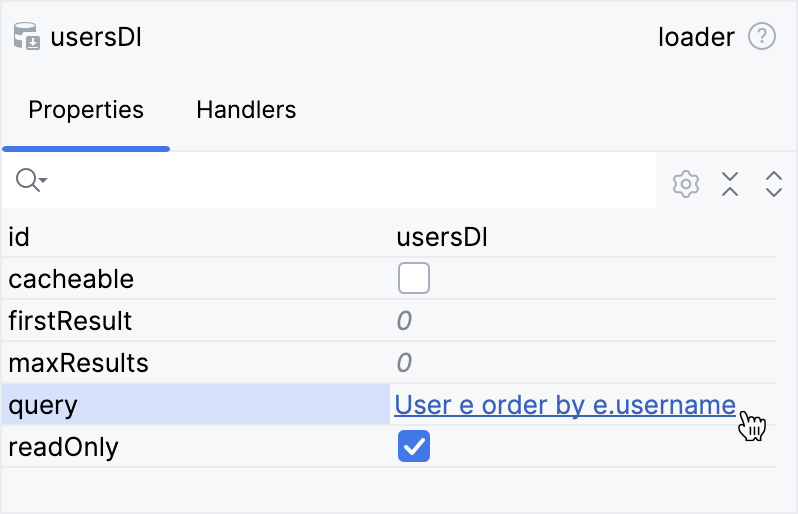 usersDl loader ?
Properties Handlers
id usersDl
cacheable
firstResult 0
maxResults 0
query User e order by e.username
readOnly